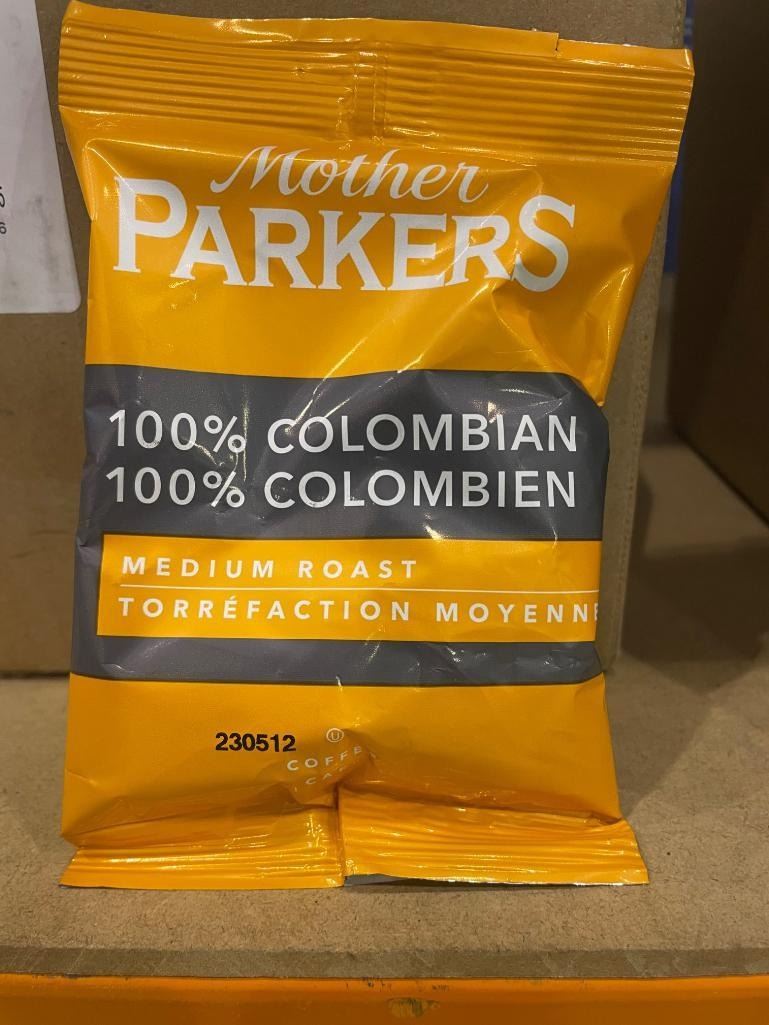 Mother
PARKERS
100% COLOMBIAN
100% COLOMBIEN
MEDIUM ROAST
TORRÉFACTION MOYENNE
230512
U